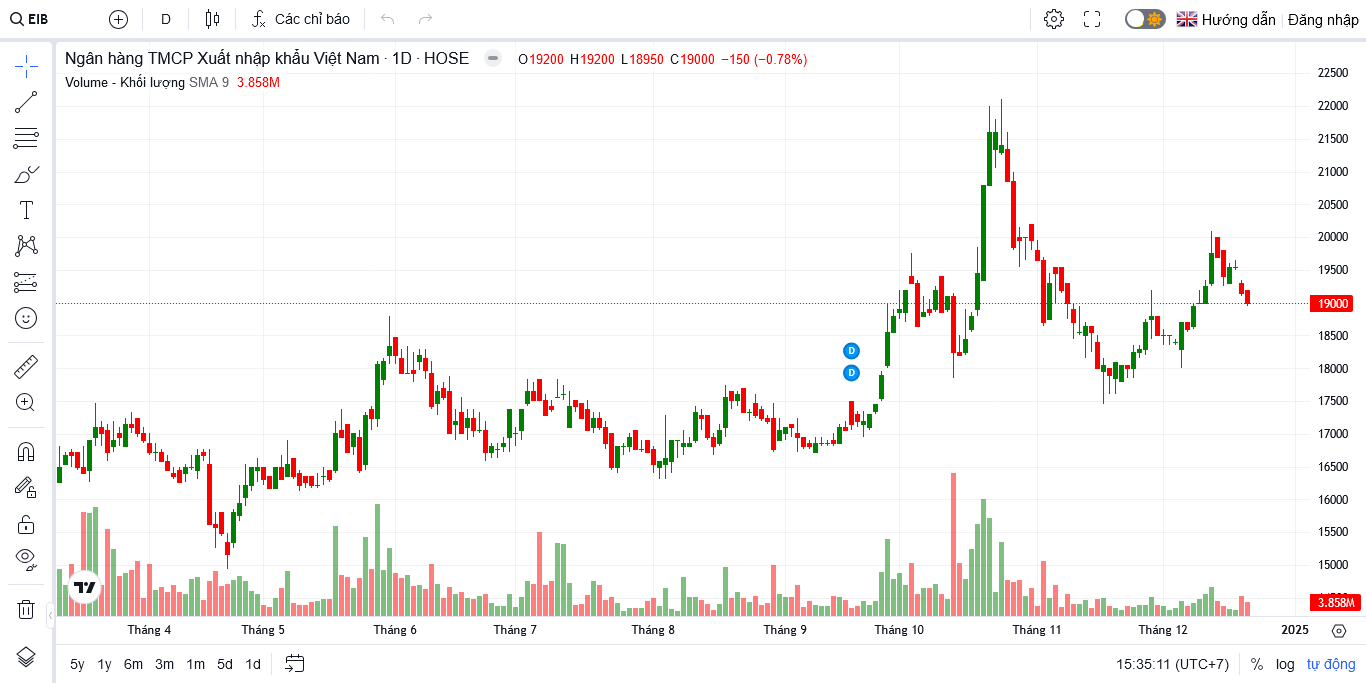 EIB D Các chỉ báo Hướng dẫn Đăng nhập
Ngân hàng TMCP Xuất nhập khẩu Việt Nam · 1D · HOSE O19200 H19200 L18950 C19000 −150 (−0.78%)
Volume - Khối lượng SMA 9 3.858M
22500
22000
21500
21000
20500
20000
19500
19000
18500
18000
17500
17000
16500
16000
15500
15000
3.858M
D
D
Tháng 4 Tháng 5 Tháng 6 Tháng 7 Tháng 8 Tháng 9 Tháng 10 Tháng 11 Tháng 12 2025
5y 1y 6m 3m 1m 5d 1d 15:35:11 (UTC+7) % log tự động